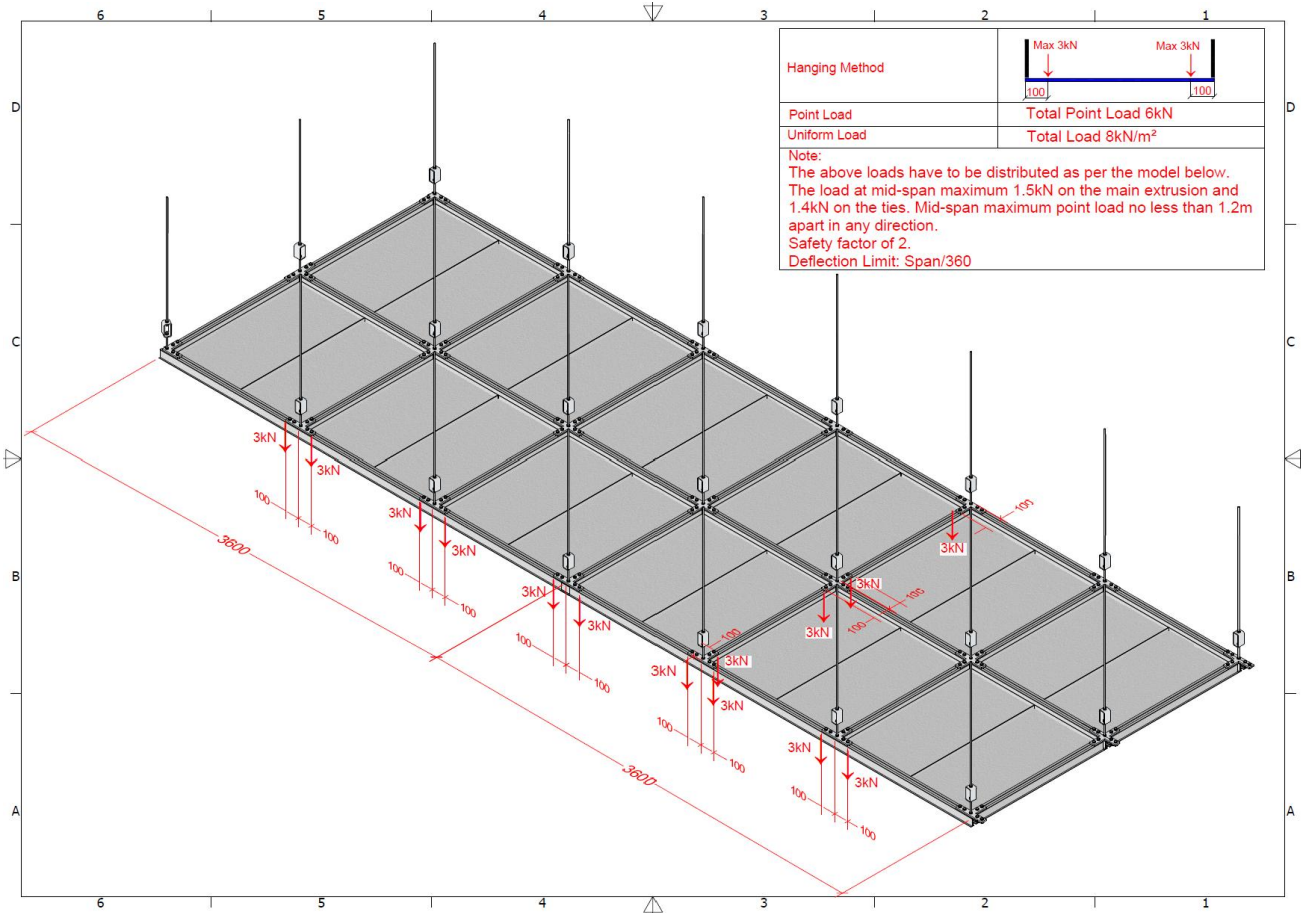 6 5 4 3 2 1
D D
Hanging Method
Max 3kN Max 3kN
100 100
Point Load Total Point Load 6kN
Uniform Load Total Load 8kN/m²
Note:
The above loads have to be distributed as per the model below.
The load at mid-span maximum 1.5kN on the main extrusion and
1.4kN on the ties. Mid-span maximum point load no less than 1.2m
apart in any direction.
Safety factor of 2.
Deflection Limit: Span/360
C C
3kN
3kN
100
100
3600
3kN
3kN
100
100
B B
3kN
3kN
100
100
3kN
100
3kN
3kN
100
100
3kN
100
3kN
3kN
100
100
3600
3kN
3kN
100
100
A A
6 5 4 3 2 1